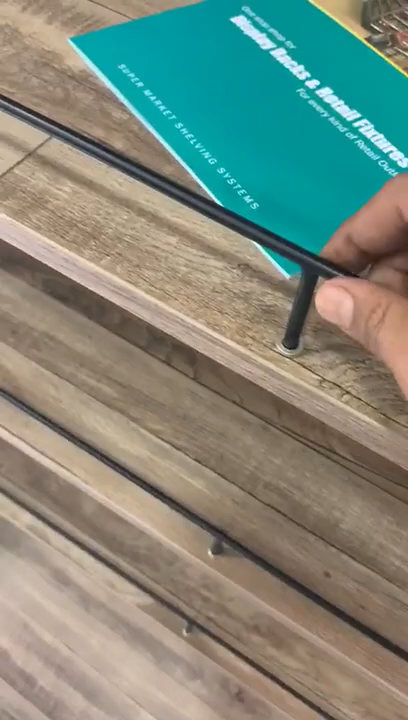 One stop shop for
Display Racks & Retail Fixtures
For every kind of Retail Outl
SUPER MARKET SHELVING SYSTEMS